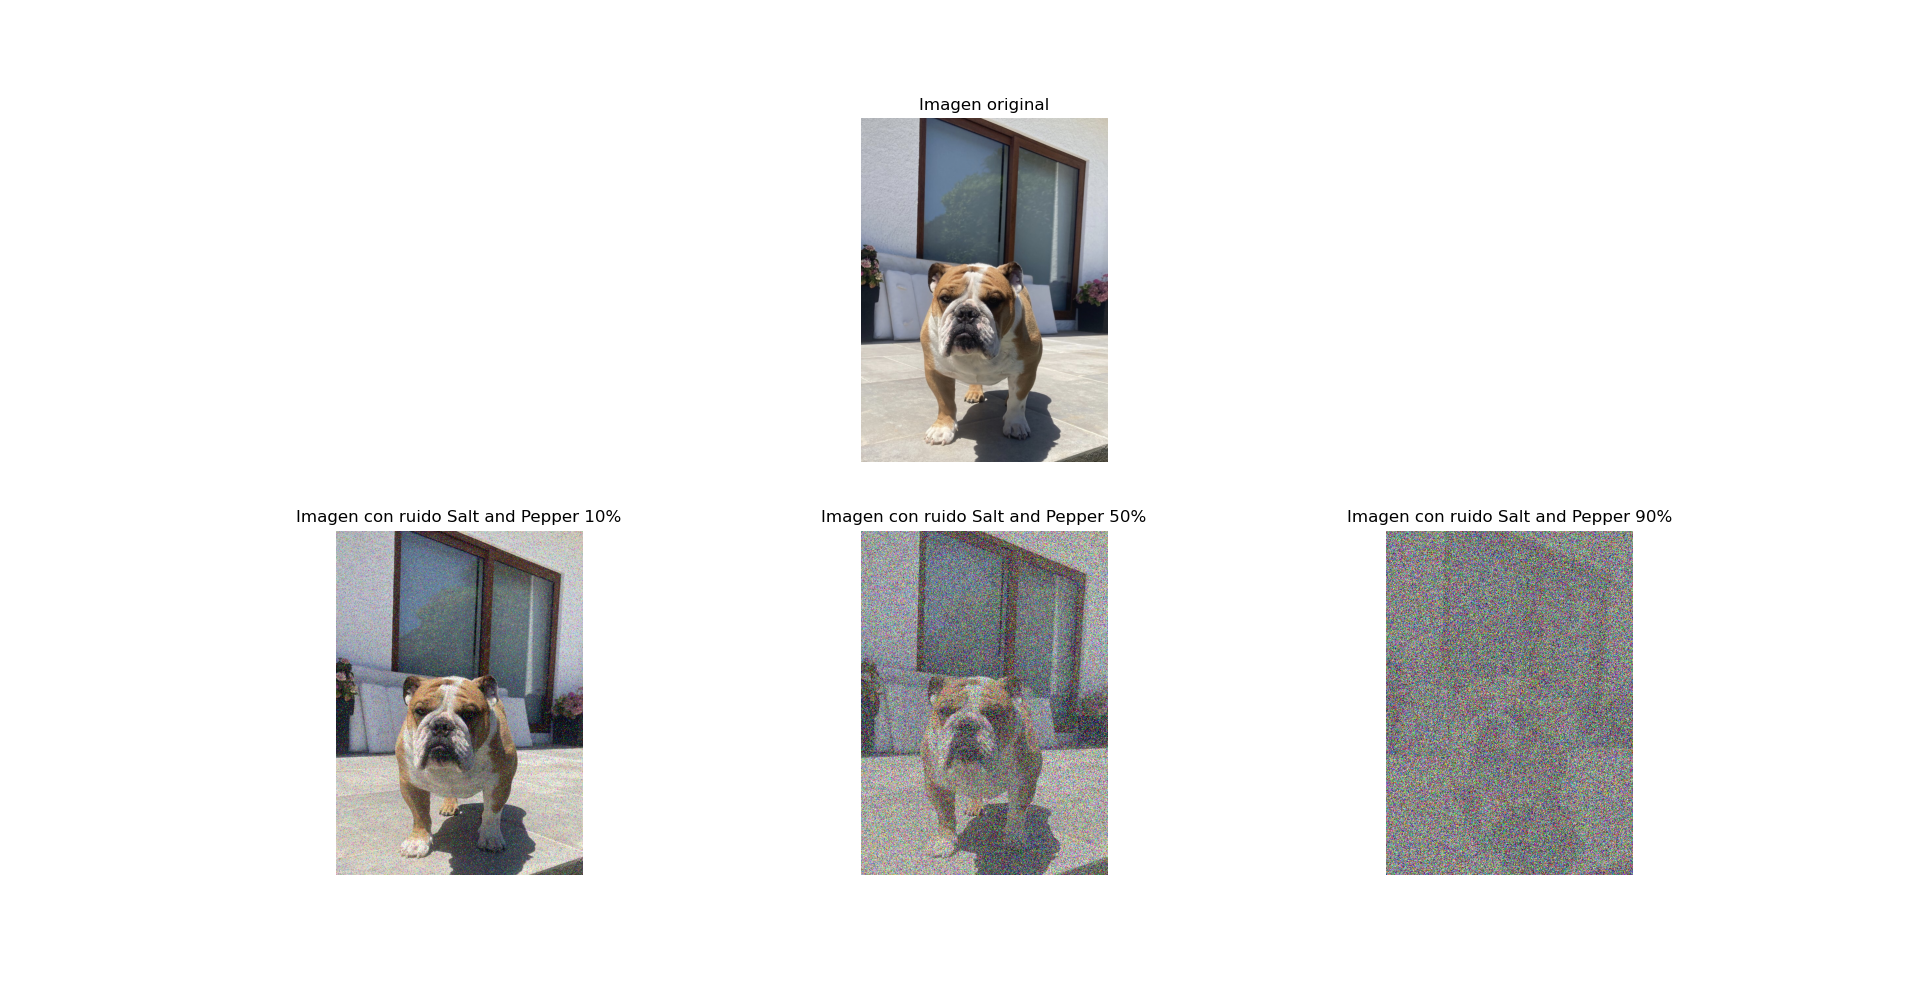 Imagen original
Imagen con ruido Salt and Pepper 10%
Imagen con ruido Salt and Pepper 50%
Imagen con ruido Salt and Pepper 90%